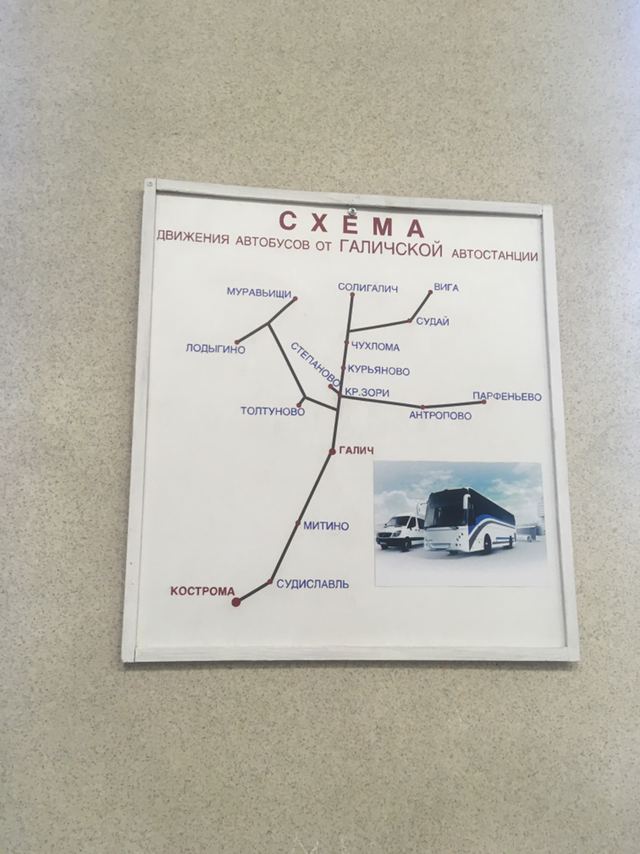 СХЕМА
ДВИЖЕНИЯ АВТОБУСОВ ОТ ГАЛИЧСКОЙ АВТОСТАНЦИИ
МУРАВЬИЩИ
СОЛИГАЛИЧ
ВИГА
СУДАЙ
ЛОДЫГИНО
ЧУХЛОМА
СТЕПАНОВО
КУРЬЯНОВО
КР.ЗОРИ
ПАРФЕНЬЕВО
ТОЛТУНОВО
АНТРОПОВО
ГАЛИЧ
МИТИНО
СУДИСЛАВЛЬ
КОСТРОМА